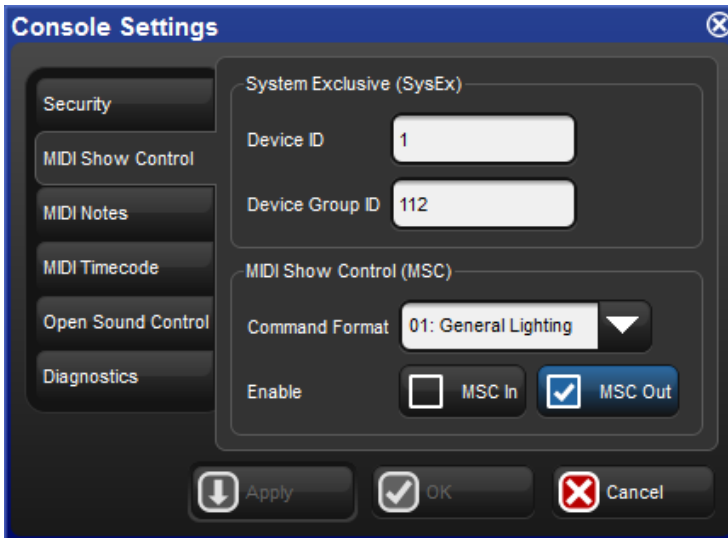 Console Settings
Security
MIDI Show Control
MIDI Notes
MIDI Timecode
Open Sound Control
Diagnostics
System Exclusive (SysEx)
Device ID 1
Device Group ID 112
MIDI Show Control (MSC)
Command Format 01: General Lighting
Enable MSC In MSC Out
Apply OK Cancel